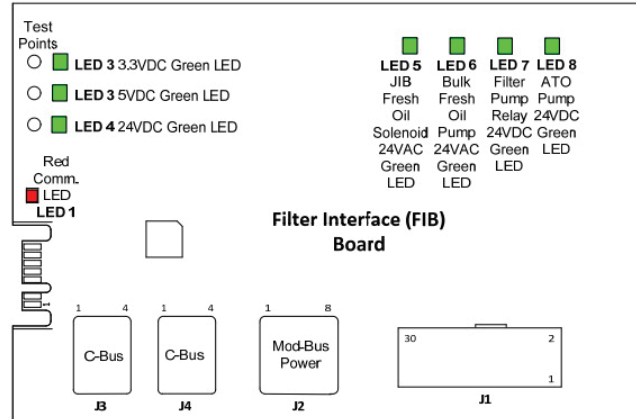 Test
Points
LED 3 3.3VDC Green LED
LED 3 5VDC Green LED
LED 4 24VDC Green LED
Red
Comm.
LED
LED 1
LED 5
JIB
Fresh
Oil
Solenoid
24VAC
Green
LED
LED 6
Bulk
Fresh
Oil
Pump
24VAC
Green
LED
LED 7
Filter
Pump
Relay
24VDC
Green
LED
LED 8
ATO
Pump
24VDC
Green
LED
Filter Interface (FIB)
Board
1
1 4
C-Bus
J3
1 4
C-Bus
J4
1 8
Mod-Bus
Power
J2
30 2
1
J1